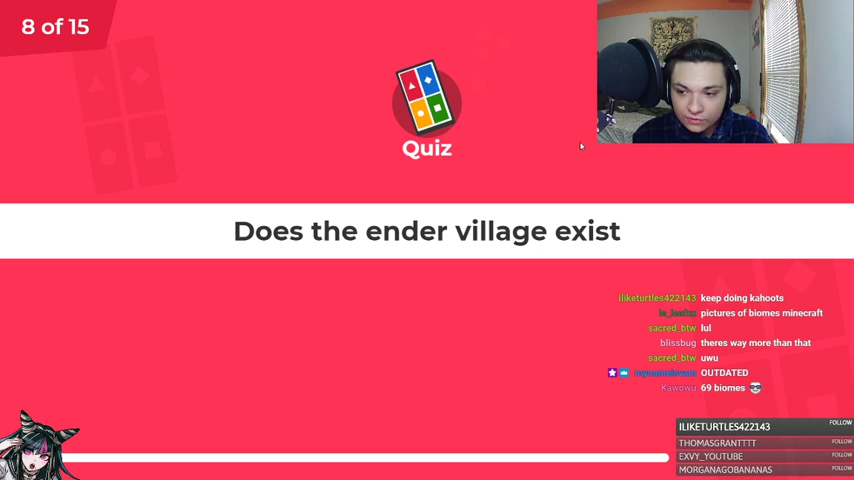 8 of 15
Quiz
Does the ender village exist
iliketurtles422143 keep doing kahoots
pictures of biomes minecraft
sacred_btw lul
blissbug theres way more than that
sacred_btw uwu
OUTDATED
Kawowu 69 biomes
ILIKETURTLES422143 FOLLOW
THOMASGRANTTTT FOLLOW
EXVY_YOUTUBE FOLLOW
MORGANAGOBANANAS FOLLOW